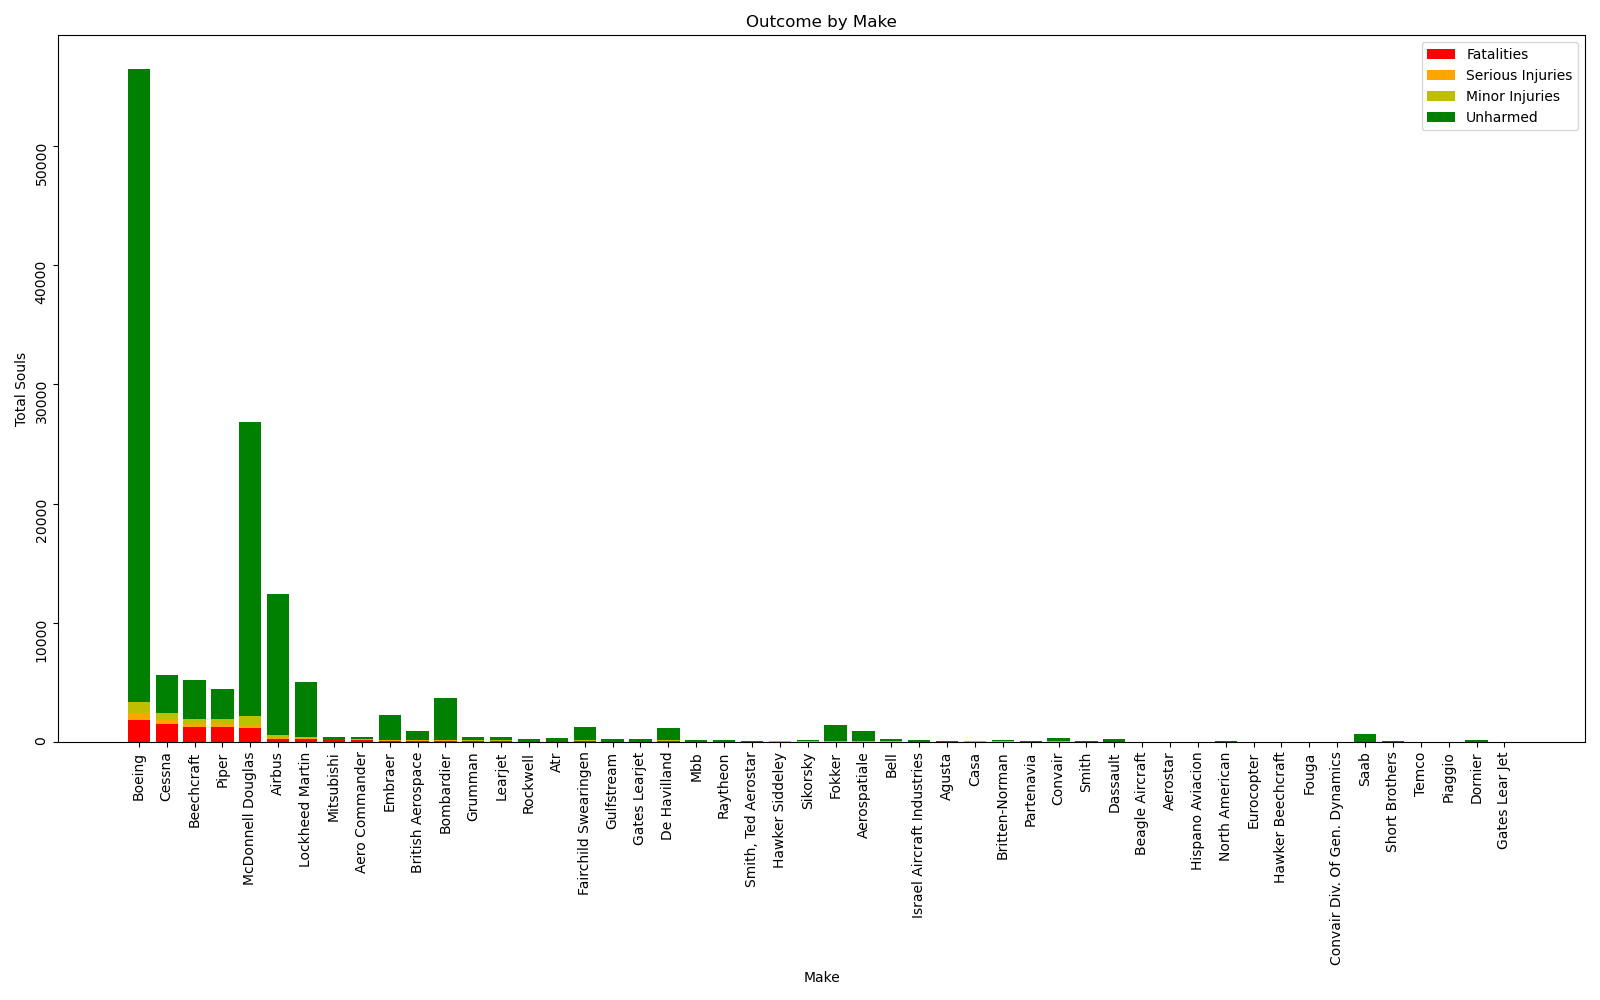 Outcome by Make
Fatalities
Serious Injuries
Minor Injuries
Unharmed
Total Souls
50000
40000
30000
20000
10000
0
Boeing
Cessna
Beechcraft
Piper
McDonnell Douglas
Airbus
Lockheed Martin
Mitsubishi
Aero Commander
Embraer
British Aerospace
Bombardier
Grumman
Learjet
Rockwell
Atr
Fairchild Swearingen
Gulfstream
Gates Learjet
De Havilland
Mbb
Raytheon
Smith, Ted Aerostar
Hawker Siddeley
Sikorsky
Fokker
Aerospatiale
Bell
Israel Aircraft Industries
Agusta
Casa
Britten-Norman
Partenavia
Convair
Smith
Dassault
Beagle Aircraft
Aerostar
Hispano Aviacion
North American
Eurocopter
Hawker Beechcraft
Fouga
Convair Div. Of Gen. Dynamics
Saab
Short Brothers
Temco
Piaggio
Dornier
Gates Lear Jet
Make